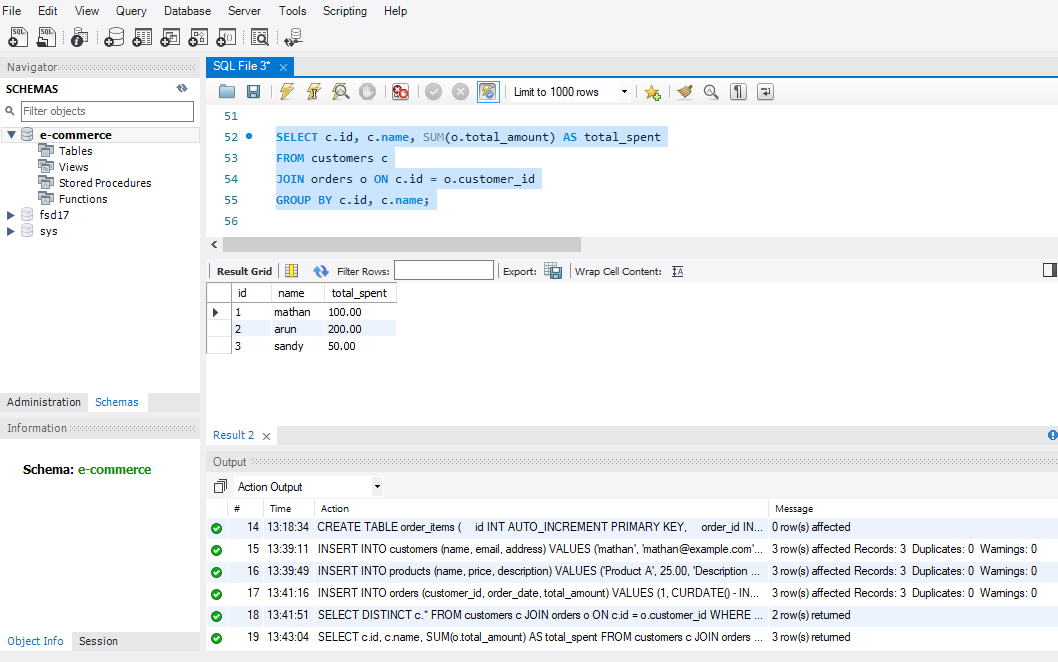 File Edit View Query Database Server Tools Scripting Help
Navigator
SCHEMAS
Filter objects
e-commerce
Tables
Views
Stored Procedures
Functions
fsd17
sys
Administration Schemas
Information
Schema: e-commerce
Object Info Session
SQL File 3*
Limit to 1000 rows
51
52 SELECT c.id, c.name, SUM(o.total_amount) AS total_spent
53 FROM customers c
54 JOIN orders o ON c.id = o.customer_id
55 GROUP BY c.id, c.name;
56
Result Grid Filter Rows: Export: Wrap Cell Content:
id name total_spent
1 mathan 100.00
2 arun 200.00
3 sandy 50.00
Result 2
Output
Action Output
# Time Action Message
14 13:18:34 CREATE TABLE order_items ( id INT AUTO_INCREMENT PRIMARY KEY, order_id IN... 0 row(s) affected
15 13:39:11 INSERT INTO customers (name, email, address) VALUES ('mathan', 'mathan@example.com'... 3 row(s) affected Records: 3 Duplicates: 0 Warnings: 0
16 13:39:49 INSERT INTO products (name, price, description) VALUES ('Product A', 25.00, 'Description ... 3 row(s) affected Records: 3 Duplicates: 0 Warnings: 0
17 13:41:16 INSERT INTO orders (customer_id, order_date, total_amount) VALUES (1, CURDATE() - IN... 3 row(s) affected Records: 3 Duplicates: 0 Warnings: 0
18 13:41:51 SELECT DISTINCT c.* FROM customers c JOIN orders o ON c.id = o.customer_id WHERE ... 2 row(s) returned
19 13:43:04 SELECT c.id, c.name, SUM(o.total_amount) AS total_spent FROM customers c JOIN orders ... 3 row(s) returned